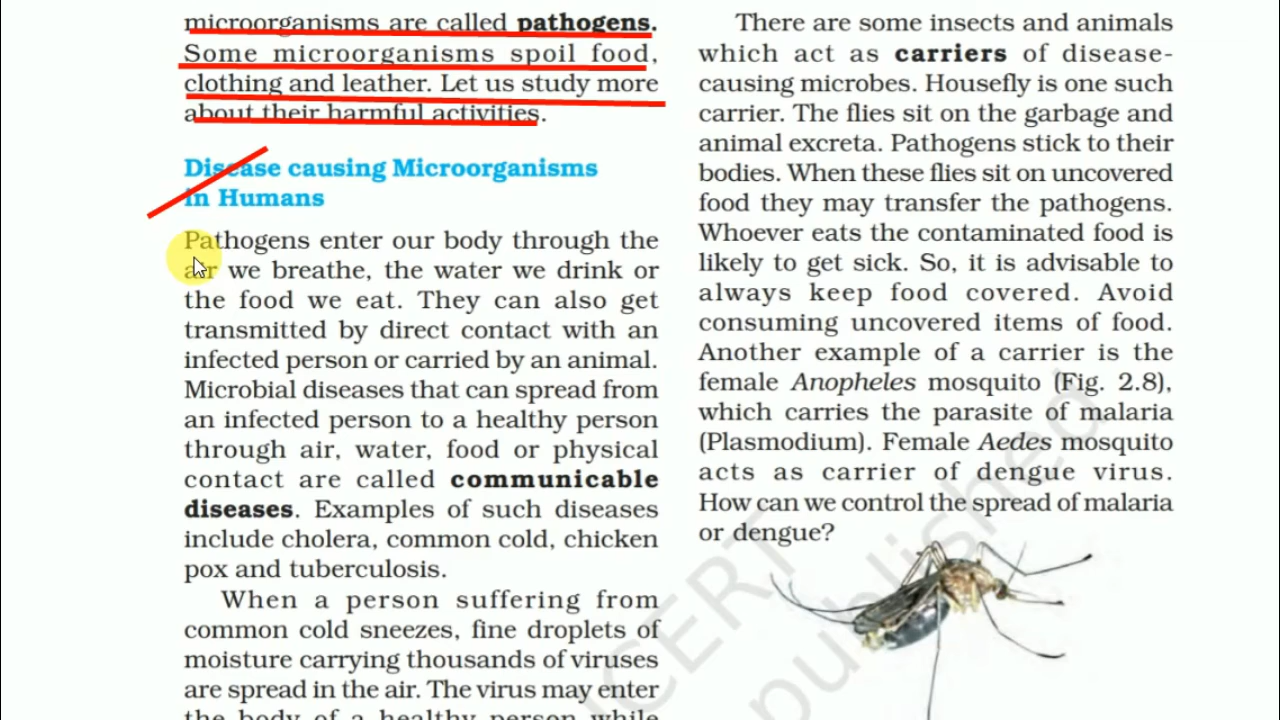 microorganisms are called pathogens.
Some microorganisms spoil food,
clothing and leather. Let us study more
about their harmful activities.
Disease causing Microorganisms
in Humans
Pathogens enter our body through the
air we breathe, the water we drink or
the food we eat. They can also get
transmitted by direct contact with an
infected person or carried by an animal.
Microbial diseases that can spread from
an infected person to a healthy person
through air, water, food or physical
contact are called communicable
diseases. Examples of such diseases
include cholera, common cold, chicken
pox and tuberculosis.
When a person suffering from
common cold sneezes, fine droplets of
moisture carrying thousands of viruses
are spread in the air. The virus may enter
the body of a healthy person while
There are some insects and animals
which act as carriers of disease-
causing microbes. Housefly is one such
carrier. The flies sit on the garbage and
animal excreta. Pathogens stick to their
bodies. When these flies sit on uncovered
food they may transfer the pathogens.
Whoever eats the contaminated food is
likely to get sick. So, it is advisable to
always keep food covered. Avoid
consuming uncovered items of food.
Another example of a carrier is the
female Anopheles mosquito (Fig. 2.8),
which carries the parasite of malaria
(Plasmodium). Female Aedes mosquito
acts as carrier of dengue virus.
How can we control the spread of malaria
or dengue?
published